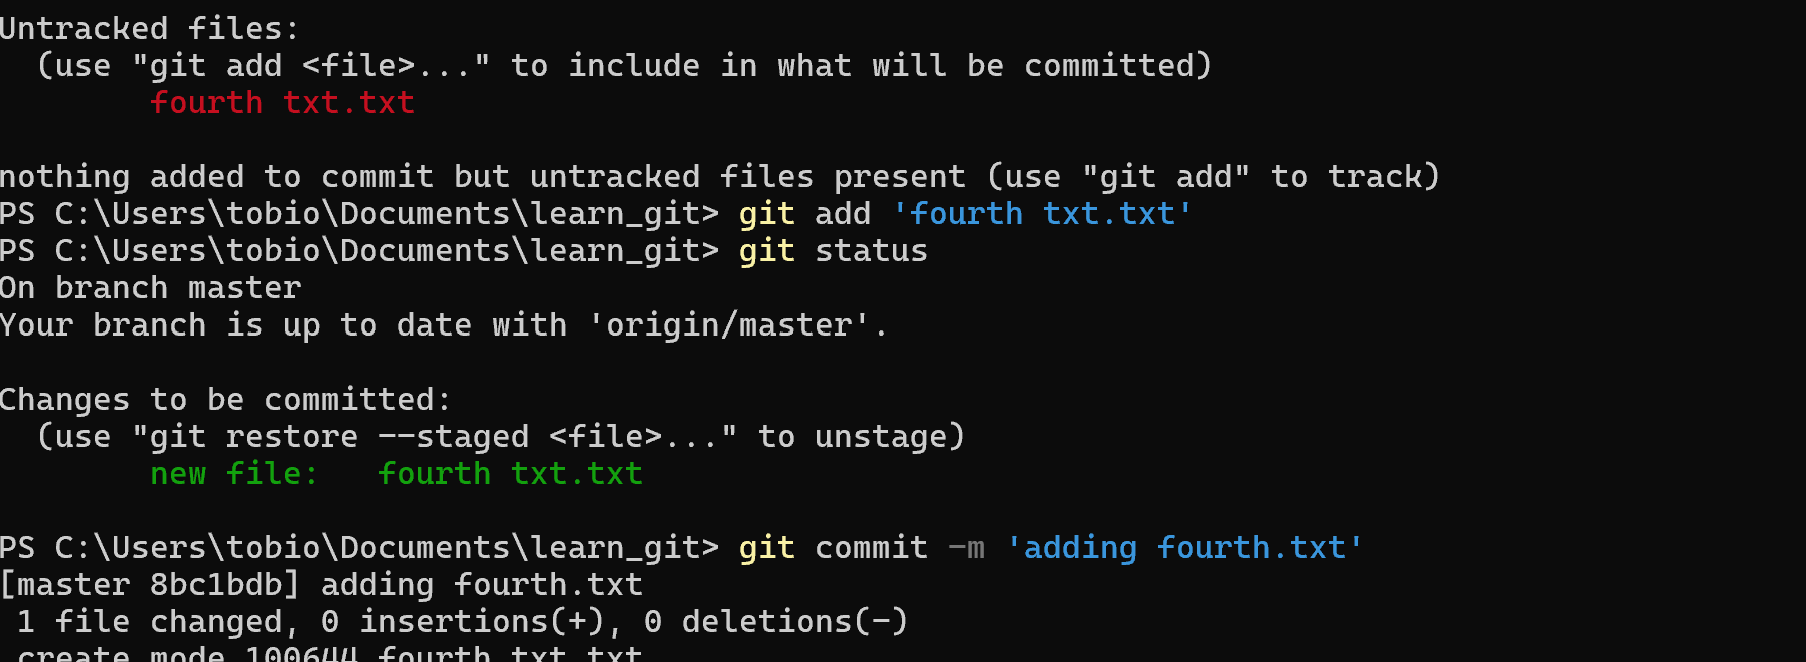 Untracked files:
  (use "git add <file>..." to include in what will be committed)
        fourth txt.txt

nothing added to commit but untracked files present (use "git add" to track)
PS C:\Users\tobio\Documents\learn_git> git add 'fourth txt.txt'
PS C:\Users\tobio\Documents\learn_git> git status
On branch master
Your branch is up to date with 'origin/master'.

Changes to be committed:
  (use "git restore --staged <file>..." to unstage)
        new file:   fourth txt.txt

PS C:\Users\tobio\Documents\learn_git> git commit -m 'adding fourth.txt'
[master 8bc1bdb] adding fourth.txt
 1 file changed, 0 insertions(+), 0 deletions(-)
 create mode 100644 fourth txt.txt